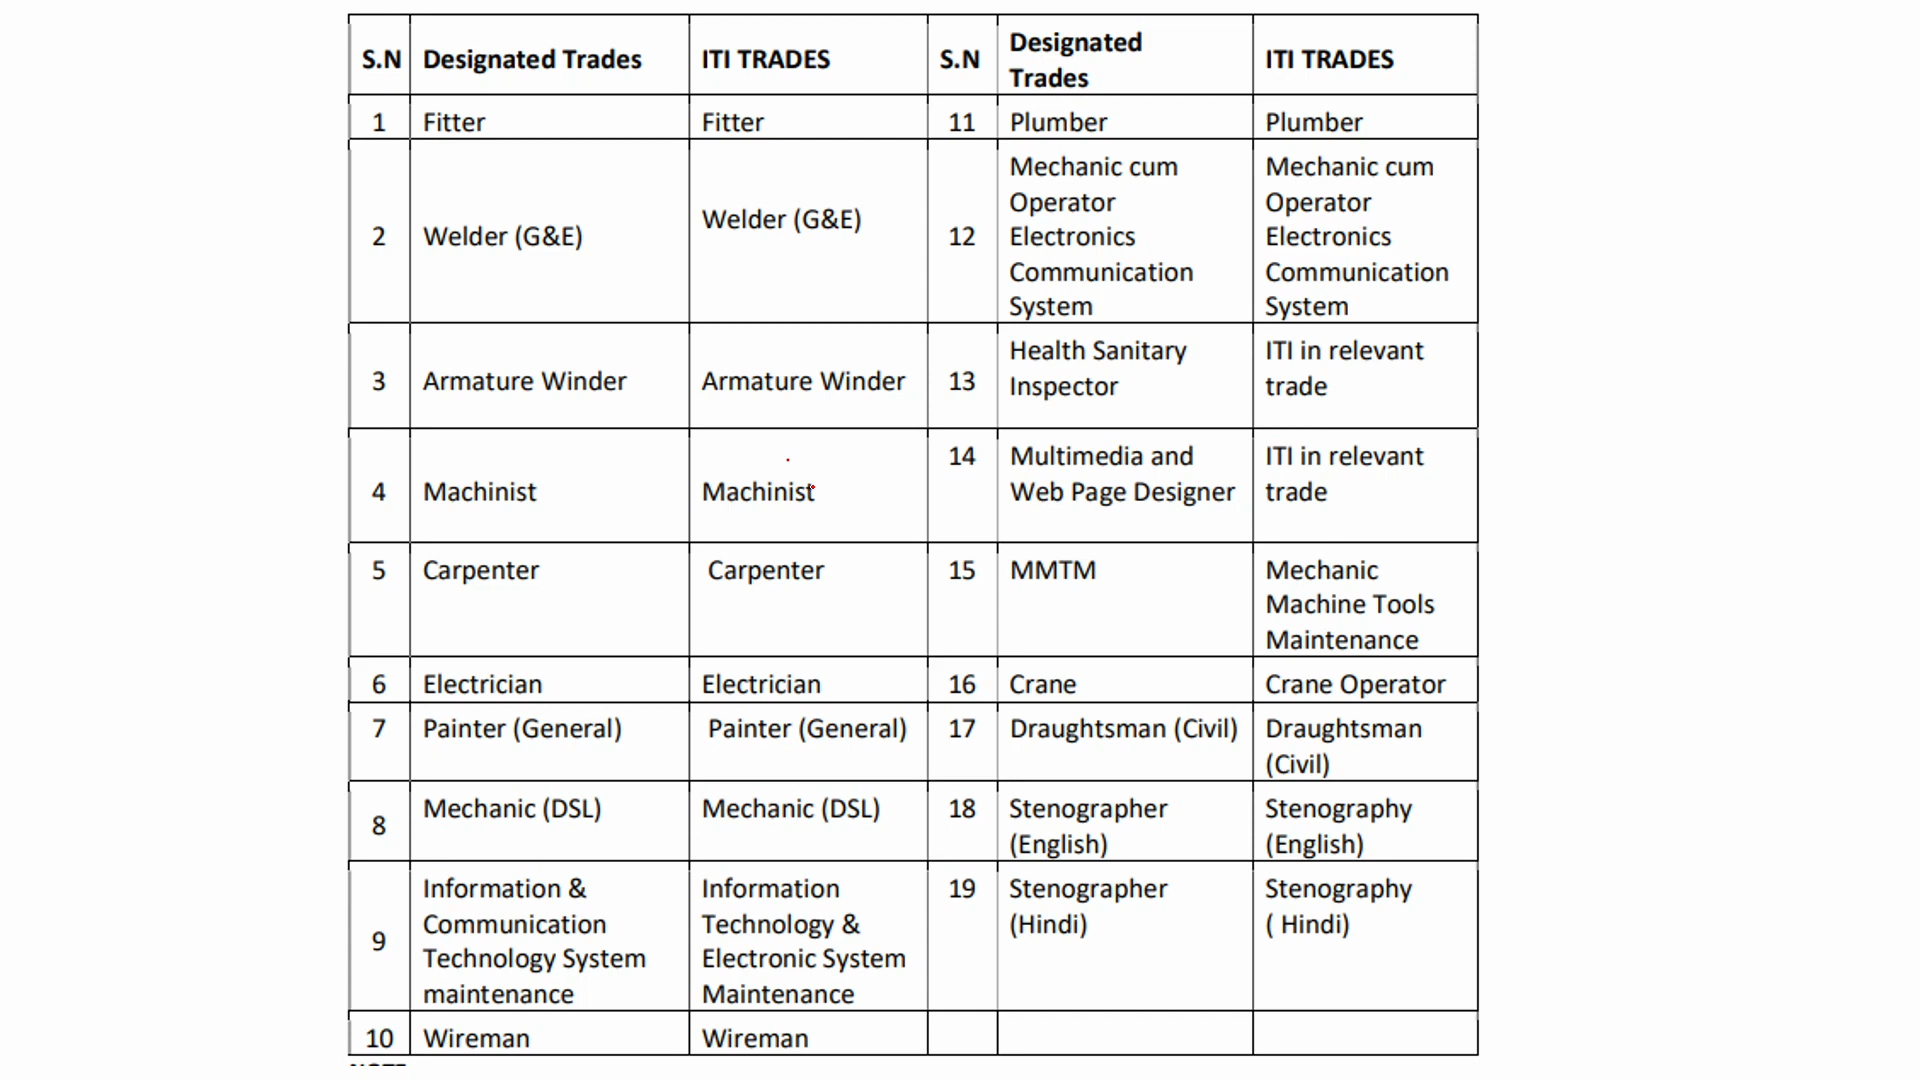 S.N Designated Trades ITI TRADES S.N Designated Trades ITI TRADES
1 Fitter Fitter 11 Plumber Plumber
2 Welder (G&E) Welder (G&E) 12 Mechanic cum Operator Electronics Communication System Mechanic cum Operator Electronics Communication System
3 Armature Winder Armature Winder 13 Health Sanitary Inspector ITI in relevant trade
4 Machinist Machinist 14 Multimedia and Web Page Designer ITI in relevant trade
5 Carpenter Carpenter 15 MMTM Mechanic Machine Tools Maintenance
6 Electrician Electrician 16 Crane Crane Operator
7 Painter (General) Painter (General) 17 Draughtsman (Civil) Draughtsman (Civil)
8 Mechanic (DSL) Mechanic (DSL) 18 Stenographer (English) Stenography (English)
9 Information & Communication Technology System maintenance Information Technology & Electronic System Maintenance 19 Stenographer (Hindi) Stenography ( Hindi)
10 Wireman Wireman